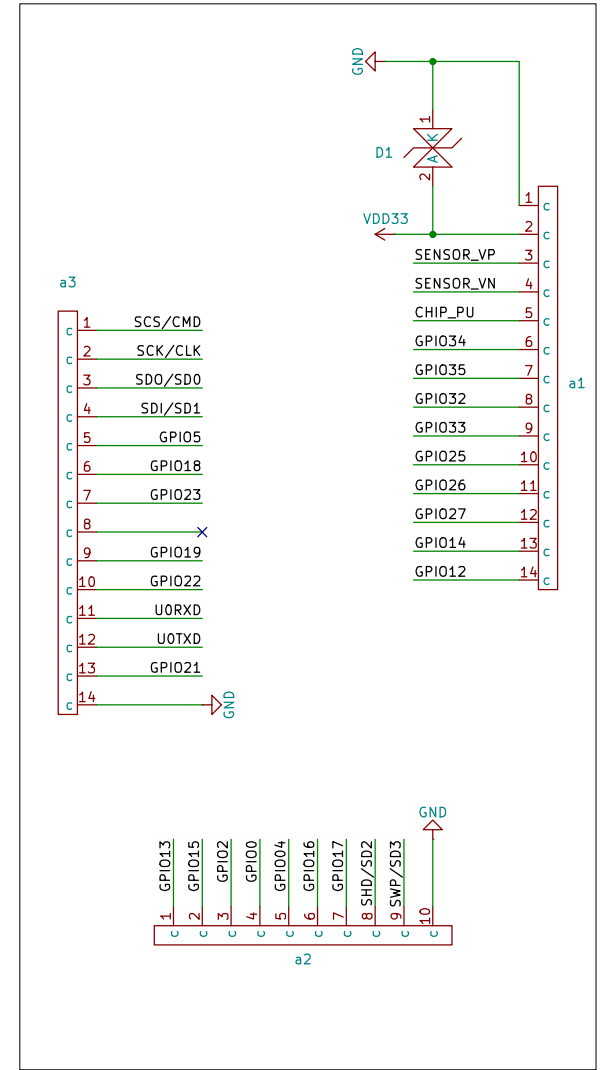 GND
D1
1
K
A
2
VDD33
a1
1 c
2 c
SENSOR_VP 3 c
SENSOR_VN 4 c
CHIP_PU 5 c
GPIO34 6 c
GPIO35 7 c
GPIO32 8 c
GPIO33 9 c
GPIO25 10 c
GPIO26 11 c
GPIO27 12 c
GPIO14 13 c
GPIO12 14 c
a3
c 1 SCS/CMD
c 2 SCK/CLK
c 3 SDO/SD0
c 4 SDI/SD1
c 5 GPIO5
c 6 GPIO18
c 7 GPIO23
c 8
c 9 GPIO19
c 10 GPIO22
c 11 U0RXD
c 12 U0TXD
c 13 GPIO21
c 14 GND
GND
GPIO13 1 c
GPIO15 2 c
GPIO2 3 c
GPIO0 4 c
GPIO04 5 c
GPIO16 6 c
GPIO17 7 c
SHD/SD2 8 c
SWP/SD3 9 c
10 c
a2